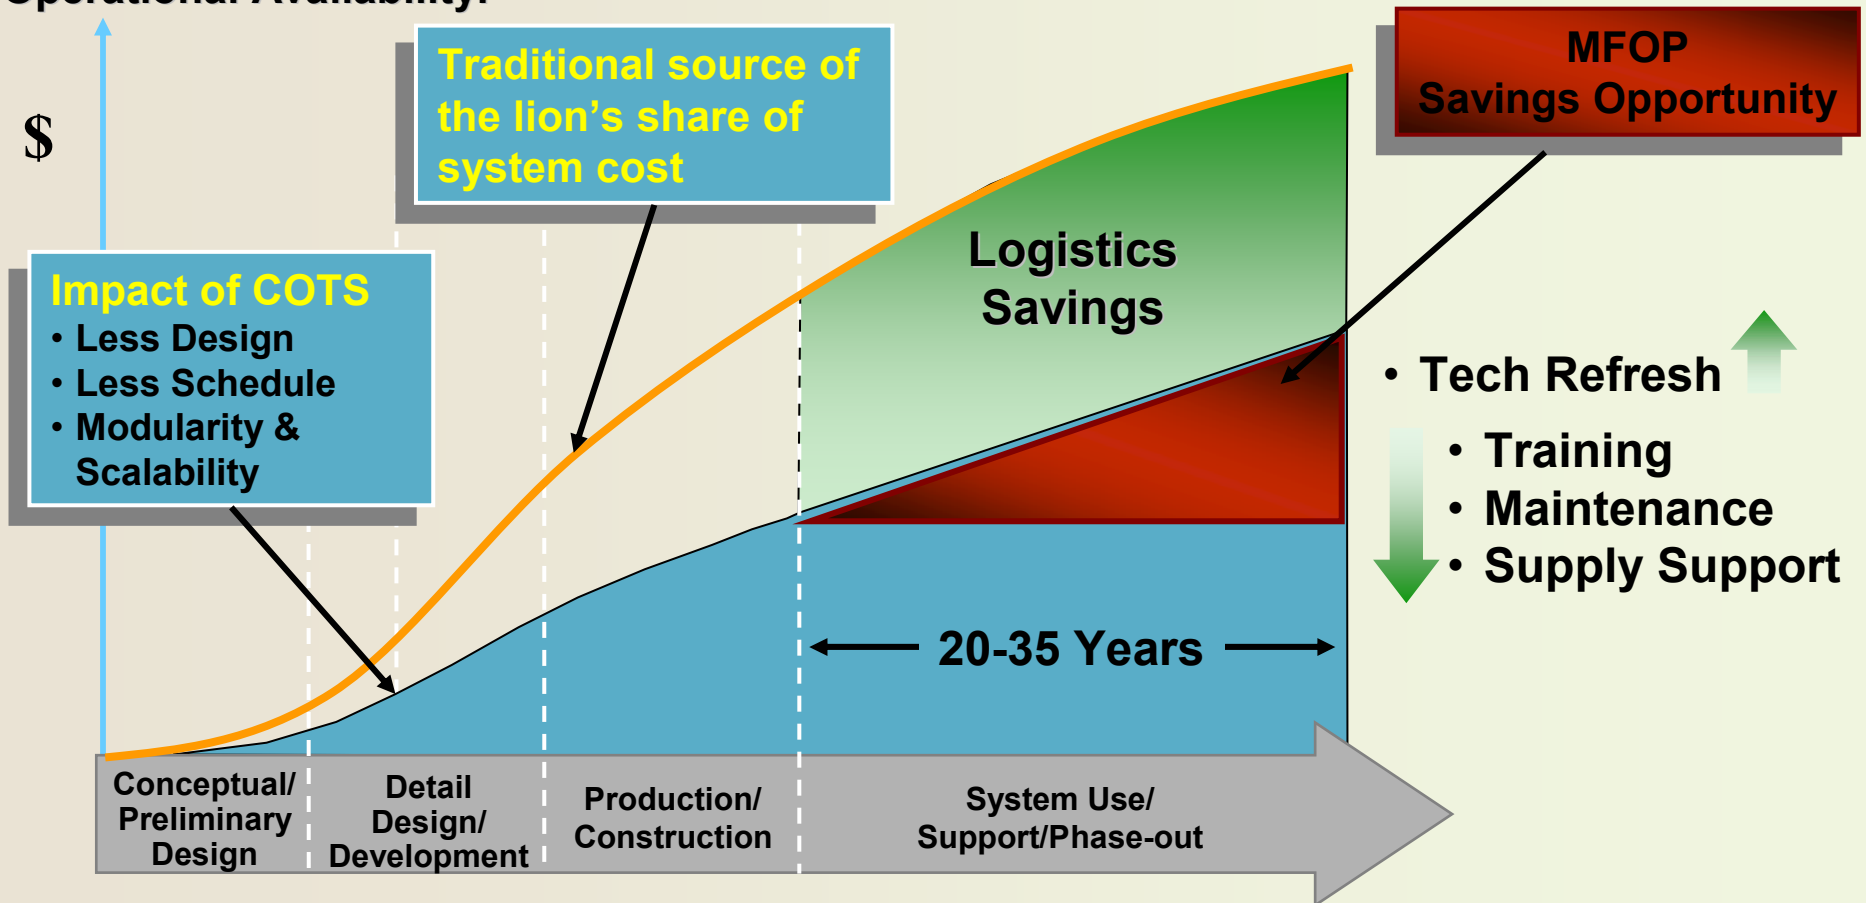 Operational Availability.
$
Traditional source of
the lion's share of
system cost
MFOP
Savings Opportunity
Impact of COTS
• Less Design
• Less Schedule
• Modularity &
Scalability
Logistics
Savings
• Tech Refresh
• Training
• Maintenance
• Supply Support
20-35 Years
Conceptual/
Preliminary
Design
Detail
Design/
Development
Production/
Construction
System Use/
Support/Phase-out